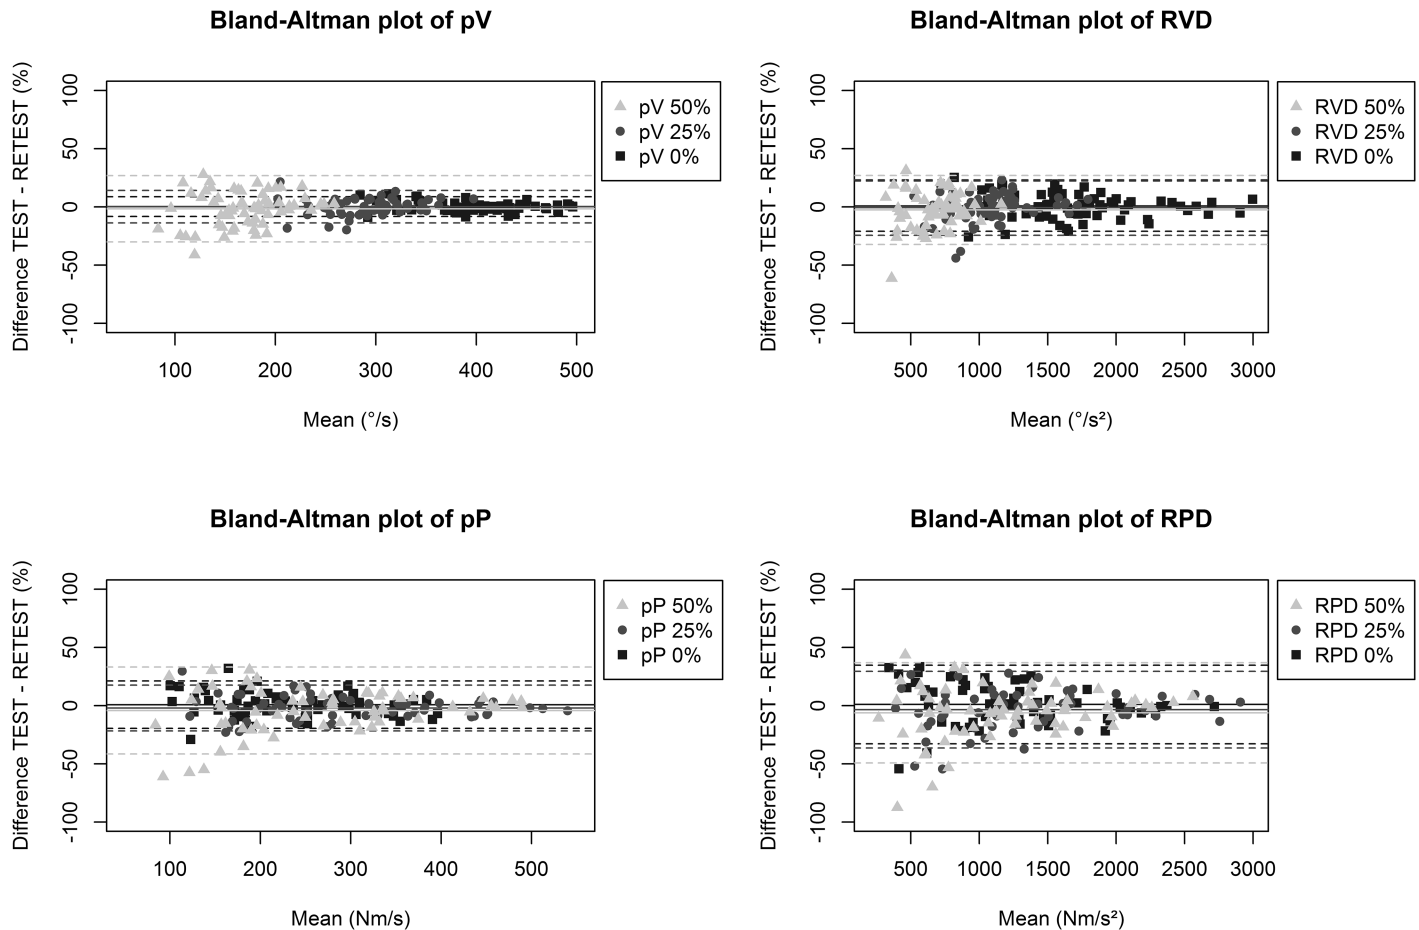 Bland-Altman plot of pV
Difference TEST - RETEST (%)
100
50
0
-50
-100
100 200 300 400 500
Mean (°/s)
pV 50%
pV 25%
pV 0%
Bland-Altman plot of RVD
Difference TEST - RETEST (%)
100
50
0
-50
-100
500 1000 1500 2000 2500 3000
Mean (°/s²)
RVD 50%
RVD 25%
RVD 0%
Bland-Altman plot of pP
Difference TEST - RETEST (%)
100
50
0
-50
-100
100 200 300 400 500
Mean (Nm/s)
pP 50%
pP 25%
pP 0%
Bland-Altman plot of RPD
Difference TEST - RETEST (%)
100
50
0
-50
-100
500 1000 1500 2000 2500 3000
Mean (Nm/s²)
RPD 50%
RPD 25%
RPD 0%